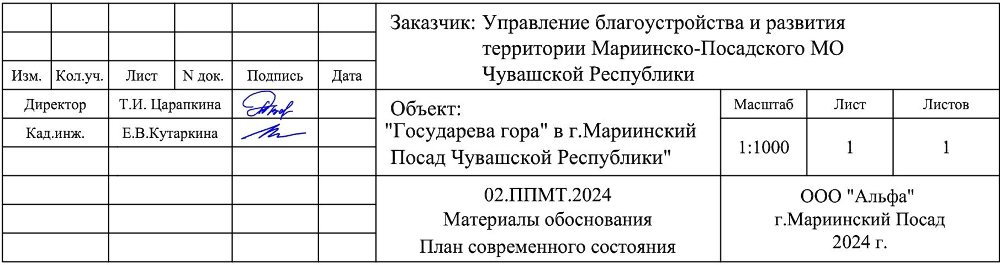 Заказчик: Управление благоустройства и развития
территории Мариинско-Посадского МО
Чувашской Республики
Изм. Кол.уч. Лист N док. Подпись Дата
Директор Т.И. Царапкина
Кад.инж. Е.В.Кутаркина
Объект:
"Государева гора" в г.Мариинский
Посад Чувашской Республики"
Масштаб Лист Листов
1:1000 1 1
02.ППМТ.2024
Материалы обоснования
План современного состояния
ООО "Альфа"
г.Мариинский Посад
2024 г.